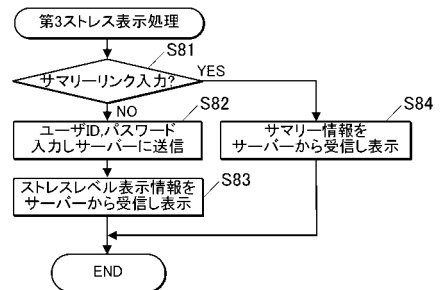 第3ストレス表示処理
S81
サマリーリンク入力?
YES
NO
S82
S84
ユーザID,パスワード
入力しサーバーに送信
サマリー情報を
サーバーから受信し表示
S83
ストレスレベル表示情報を
サーバーから受信し表示
END